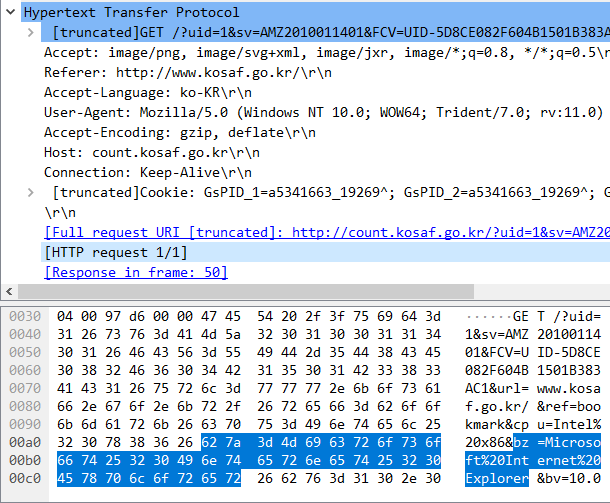 Hypertext Transfer Protocol
[truncated]GET /?uid=1&sv=AMZ2010011401&FCV=UID-5D8CE082F604B1501B383A
Accept: image/png, image/svg+xml, image/jxr, image/*;q=0.8, */*;q=0.5\r
Referer: http://www.kosaf.go.kr/\r\n
Accept-Language: ko-KR\r\n
User-Agent: Mozilla/5.0 (Windows NT 10.0; WOW64; Trident/7.0; rv:11.0)
Accept-Encoding: gzip, deflate\r\n
Host: count.kosaf.go.kr\r\n
Connection: Keep-Alive\r\n
[truncated]Cookie: GsPID_1=a5341663_19269^; GsPID_2=a5341663_19269^; G
\r\n
[Full request URI [truncated]: http://count.kosaf.go.kr/?uid=1&sv=AMZ20
[HTTP request 1/1]
[Response in frame: 50]
0030 04 00 97 d6 00 00 47 45 54 20 2f 3f 75 69 64 3d ······GE T /?uid=
0040 31 26 73 76 3d 41 4d 5a 32 30 31 30 30 31 31 34 1&sv=AMZ 20100114
0050 30 31 26 46 43 56 3d 55 49 44 2d 35 44 38 43 45 01&FCV=U ID-5D8CE
0060 30 38 32 46 36 30 34 42 31 35 30 31 42 33 38 33 082F604B 1501B383
0070 41 43 31 26 75 72 6c 3d 77 77 77 2e 6b 6f 73 61 AC1&url= www.kosa
0080 66 2e 67 6f 2e 6b 72 2f 26 72 65 66 3d 62 6f 6f f.go.kr/ &ref=boo
0090 6b 6d 61 72 6b 26 63 70 75 3d 49 6e 74 65 6c 25 kmark&cp u=Intel%
00a0 32 30 78 38 36 26 62 7a 3d 4d 69 63 72 6f 73 6f 20x86&bz =Microso
00b0 66 74 25 32 30 49 6e 74 65 72 6e 65 74 25 32 30 ft%20Int ernet%20
00c0 45 78 70 6c 6f 72 65 72 26 62 76 3d 31 30 2e 30 Explorer &bv=10.0